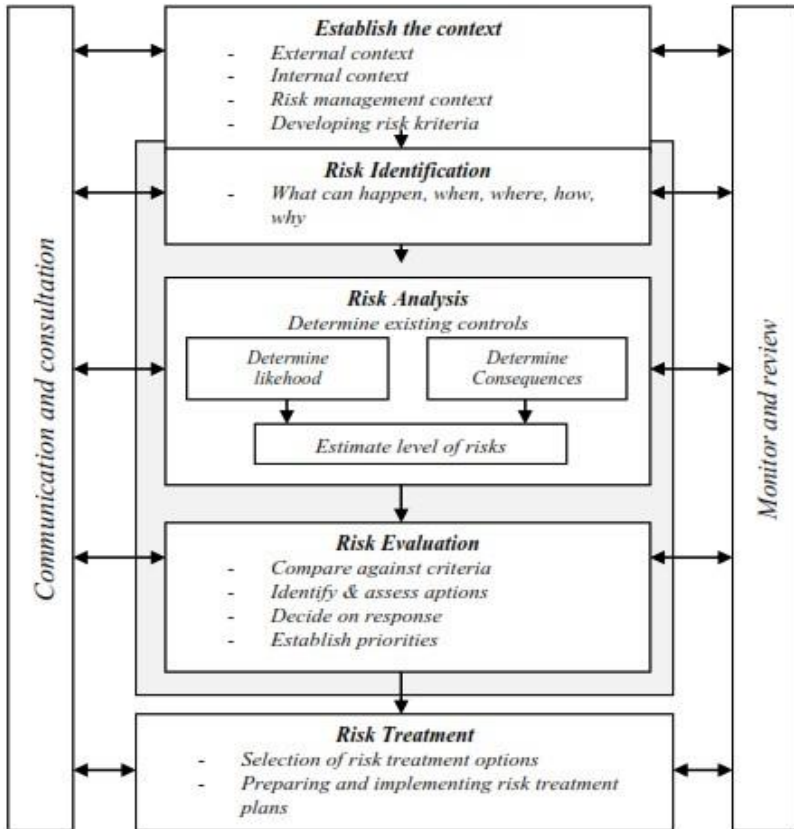 Communication and consultation
Establish the context
- External context
- Internal context
- Risk management context
- Developing risk kriteria
Risk Identification
- What can happen, when, where, how,
why
Risk Analysis
Determine existing controls
Determine
likehood
Determine
Consequences
Estimate level of risks
Risk Evaluation
- Compare against criteria
- Identify & assess aptions
- Decide on response
- Establish priorities
Risk Treatment
- Selection of risk treatment options
- Preparing and implementing risk treatment
plans
Monitor and review